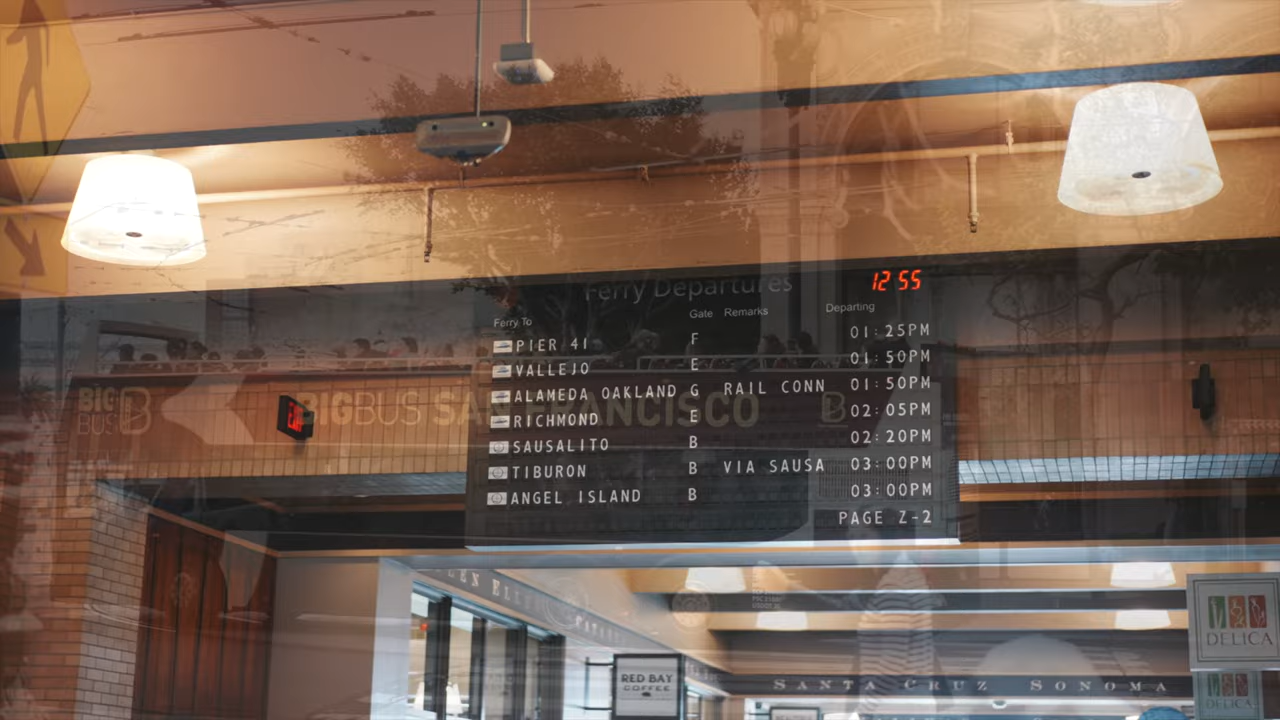 12 55
Ferry Departures
Ferry To Gate Remarks Departing
PIER 41 F 01:25PM
VALLEJO E 01:50PM
ALAMEDA OAKLAND G RAIL CONN 01:50PM
RICHMOND E 02:05PM
SAUSALITO B 02:20PM
TIBURON B VIA SAUSA 03:00PM
ANGEL ISLAND B 03:00PM
PAGE Z-2
BIG BUS B
BIGBUS SAN FRANCISCO B
RED BAY
COFFEE
SANTA CRUZ SONOMA
DELICA
DELICA